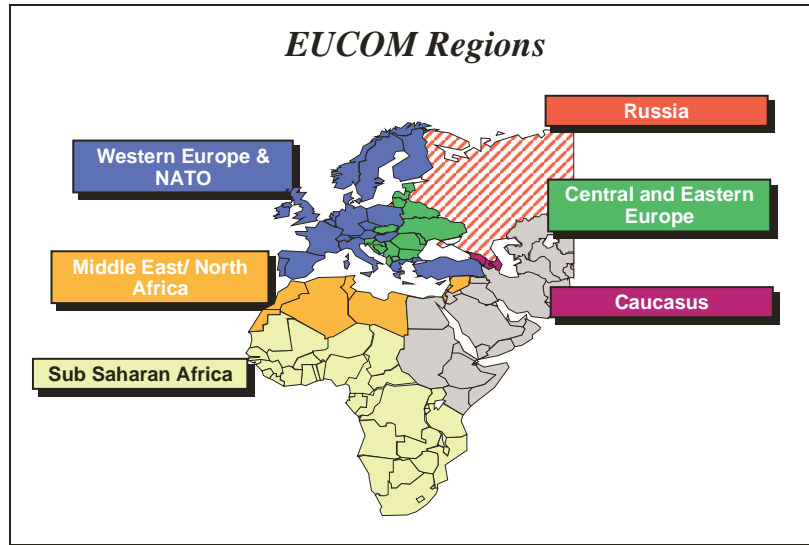 EUCOM Regions
Russia
Western Europe &
NATO
Central and Eastern
Europe
Middle East/ North
Africa
Caucasus
Sub Saharan Africa